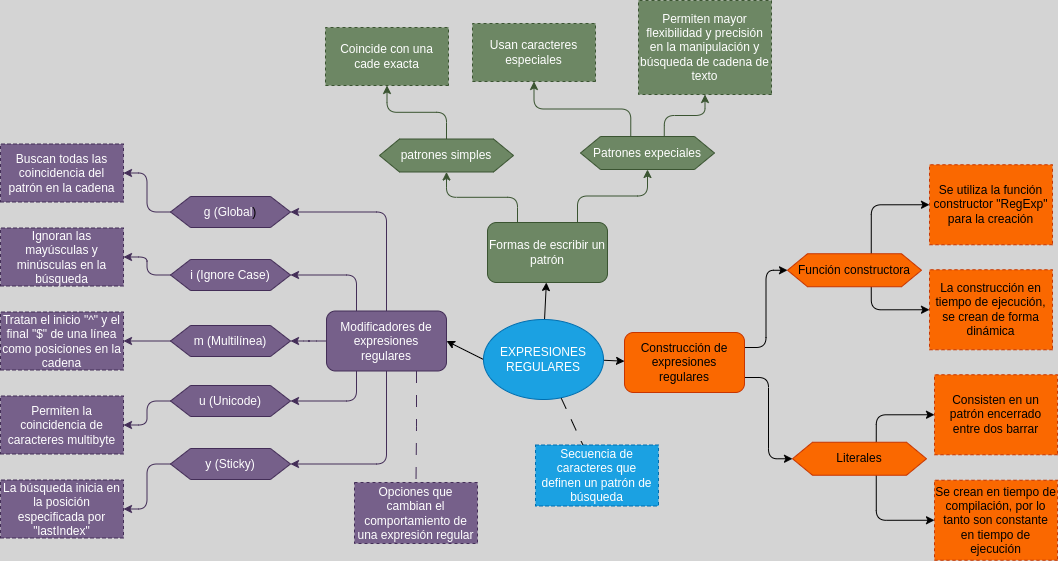 Permiten mayor
flexibilidad y precisión
en la manipulación y
búsqueda de cadena de
texto
Coincide con una
cade exacta
Usan caracteres
especiales
patrones simples
Patrones expeciales
Formas de escribir un
patrón
Buscan todas las
coincidencia del
patrón en la cadena
g (Global)
Ignoran las
mayúsculas y
minúsculas en la
búsqueda
i (Ignore Case)
Tratan el inicio "^" y el
final "$" de una línea
como posiciones en la
cadena
m (Multilínea)
Permiten la
coincidencia de
caracteres multibyte
u (Unicode)
La búsqueda inicia en
la posición
especificada por
"lastIndex"
y (Sticky)
Modificadores de
expresiones
regulares
Opciones que
cambian el
comportamiento de
una expresión regular
EXPRESIONES
REGULARES
Secuencia de
caracteres que
definen un patrón de
búsqueda
Construcción de
expresiones
regulares
Función constructora
Se utiliza la función
constructor "RegExp"
para la creación
La construcción en
tiempo de ejecución,
se crean de forma
dinámica
Literales
Consisten en un
patrón encerrado
entre dos barrar
Se crean en tiempo de
compilación, por lo
tanto son constante
en tiempo de
ejecución